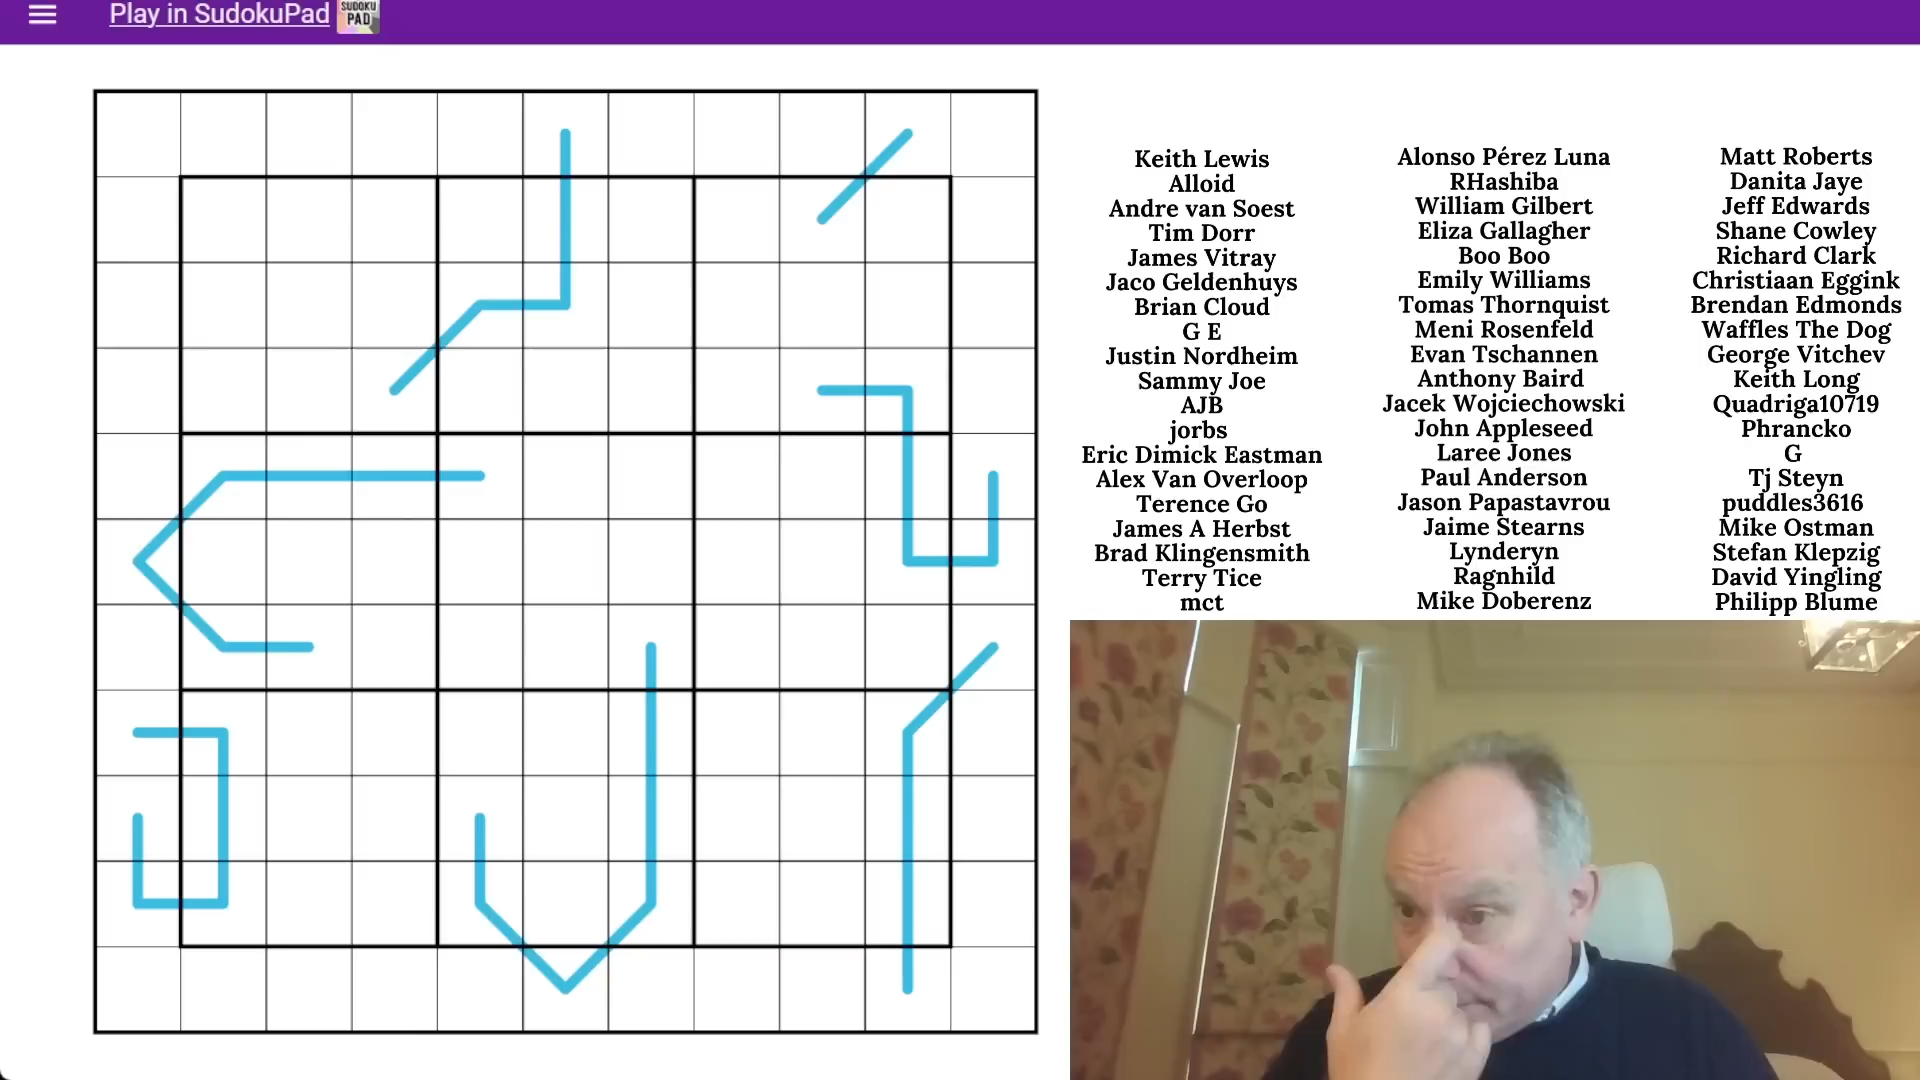 Play in SudokuPad
SUDOKU
PAD
Keith Lewis
Alloid
Andre van Soest
Tim Dorr
James Vitray
Jaco Geldenhuys
Brian Cloud
G E
Justin Nordheim
Sammy Joe
AJB
jorbs
Eric Dimick Eastman
Alex Van Overloop
Terence Go
James A Herbst
Brad Klingensmith
Terry Tice
mct
Alonso Pérez Luna
RHashiba
William Gilbert
Eliza Gallagher
Boo Boo
Emily Williams
Tomas Thornquist
Meni Rosenfeld
Evan Tschannen
Anthony Baird
Jacek Wojciechowski
John Appleseed
Laree Jones
Paul Anderson
Jason Papastavrou
Jaime Stearns
Lynderyn
Ragnhild
Mike Doberenz
Matt Roberts
Danita Jaye
Jeff Edwards
Shane Cowley
Richard Clark
Christiaan Eggink
Brendan Edmonds
Waffles The Dog
George Vitchev
Keith Long
Quadriga10719
Phrancko
G
Tj Steyn
puddles3616
Mike Ostman
Stefan Klepzig
David Yingling
Philipp Blume